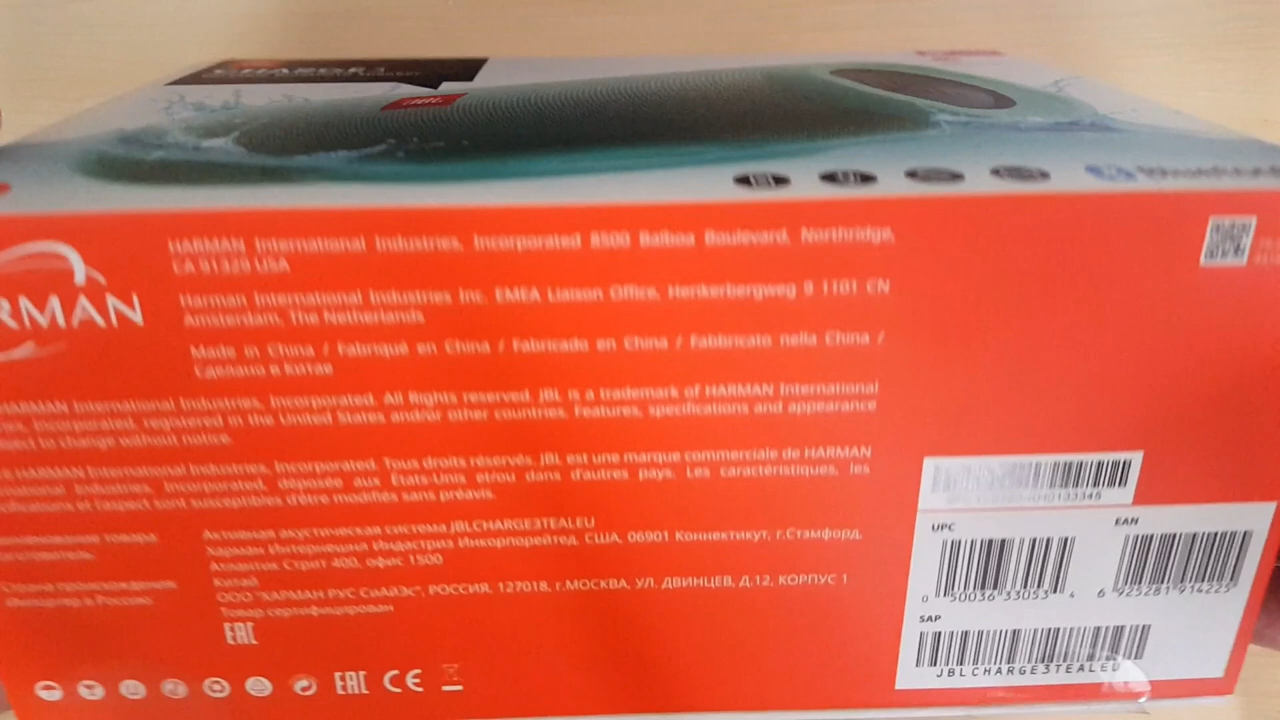 CHARGE 3
JBL
HARMAN International Industries, Incorporated 8500 Balboa Boulevard, Northridge,
CA 91329 USA
RMAN
Harman International Industries Inc. EMEA Liaison Office, Herikerbergweg 9 1101 CN
Amsterdam, The Netherlands
Made in China / Fabriqué en China / Fabricado en China / Fabbricato nella China /
Сделано в Китае
HARMAN International Industries, Incorporated. All Rights reserved. JBL is a trademark of HARMAN International
Incorporated, registered in the United States and/or other countries. Features, specifications and appearance
to change without notice.
HARMAN International Industries, Incorporated. Tous droits réservés. JBL est une marque commerciale de HARMAN
Industries, Incorporated, déposée aux États-Unis et/ou dans d'autres pays. Les caractéristiques, les
et l'aspect sont susceptibles d'être modifiés sans préavis.
товара
Активная акустическая система JBLCHARGE3TEALEU
Харман Интернешнл Индастриз Инкорпорейтед, США, 06901 Коннектикут, г.Стамфорд,
Атлантик Стрит 400, офис 1500
Страна происхождения
Китай
Импортер в Россию
ООО "ХАРМАН РУС СиАйЭс", РОССИЯ, 127018, г.МОСКВА, УЛ. ДВИНЦЕВ, Д.12, КОРПУС 1
Товар сертифицирован
EAC
EAC CE
UPC
EAN
0 50036 33053 4
6 925281 914225
SAP
JBLCHARGE3TEALEU